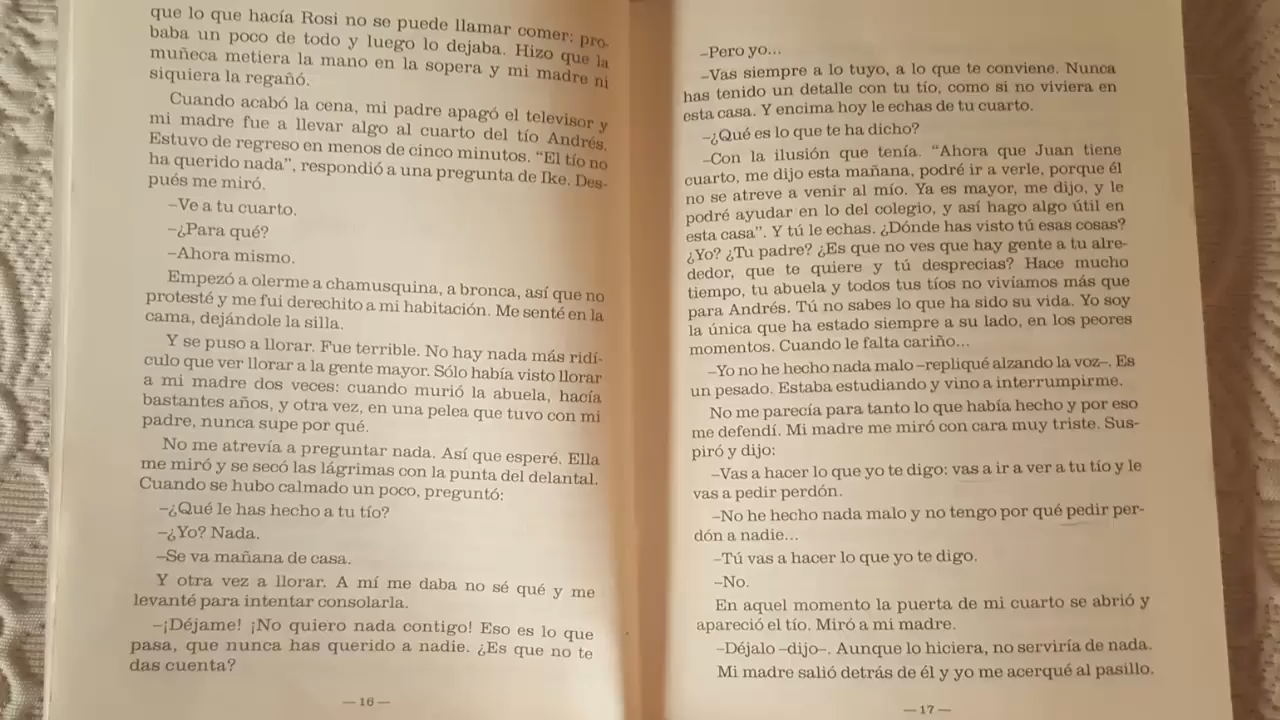 que lo que hacía Rosi no se puede llamar comer: pro-
baba un poco de todo y luego lo dejaba. Hizo que la
muñeca metiera la mano en la sopera y mi madre ni
siquiera la regañó.
Cuando acabó la cena, mi padre apagó el televisor y
mi madre fue a llevar algo al cuarto del tío Andrés.
Estuvo de regreso en menos de cinco minutos. “El tío no
ha querido nada”, respondió a una pregunta de Ike. Des-
pués me miró.
–Ve a tu cuarto.
–¿Para qué?
–Ahora mismo.
Empezó a olerme a chamusquina, a bronca, así que no
protesté y me fui derechito a mi habitación. Me senté en la
cama, dejándole la silla.
Y se puso a llorar. Fue terrible. No hay nada más ridí-
culo que ver llorar a la gente mayor. Sólo había visto llorar
a mi madre dos veces: cuando murió la abuela, hacía
bastantes años, y otra vez, en una pelea que tuvo con mi
padre, nunca supe por qué.
No me atrevía a preguntar nada. Así que esperé. Ella
me miró y se secó las lágrimas con la punta del delantal.
Cuando se hubo calmado un poco, preguntó:
–¿Qué le has hecho a tu tío?
–¿Yo? Nada.
–Se va mañana de casa.
Y otra vez a llorar. A mí me daba no sé qué y me
levanté para intentar consolarla.
–¡Déjame! ¡No quiero nada contigo! Eso es lo que
pasa, que nunca has querido a nadie. ¿Es que no te
das cuenta?
— 16 —
–Pero yo...
–Vas siempre a lo tuyo, a lo que te conviene. Nunca
has tenido un detalle con tu tío, como si no viviera en
esta casa. Y encima hoy le echas de tu cuarto.
–¿Qué es lo que te ha dicho?
–Con la ilusión que tenía. “Ahora que Juan tiene
cuarto, me dijo esta mañana, podré ir a verle, porque él
no se atreve a venir al mío. Ya es mayor, me dijo, y le
podré ayudar en lo del colegio, y así hago algo útil en
esta casa”. Y tú le echas. ¿Dónde has visto tú esas cosas?
¿Yo? ¿Tu padre? ¿Es que no ves que hay gente a tu alre-
dedor, que te quiere y tú desprecias? Hace mucho
tiempo, tu abuela y todos tus tíos no vivíamos más que
para Andrés. Tú no sabes lo que ha sido su vida. Yo soy
la única que ha estado siempre a su lado, en los peores
momentos. Cuando le falta cariño...
–Yo no he hecho nada malo –repliqué alzando la voz–. Es
un pesado. Estaba estudiando y vino a interrumpirme.
No me parecía para tanto lo que había hecho y por eso
me defendí. Mi madre me miró con cara muy triste. Sus-
piró y dijo:
–Vas a hacer lo que yo te digo: vas a ir a ver a tu tío y le
vas a pedir perdón.
–No he hecho nada malo y no tengo por qué pedir per-
dón a nadie...
–Tú vas a hacer lo que yo te digo.
–No.
En aquel momento la puerta de mi cuarto se abrió y
apareció el tío. Miró a mi madre.
–Déjalo –dijo–. Aunque lo hiciera, no serviría de nada.
Mi madre salió detrás de él y yo me acerqué al pasillo.
— 17 —